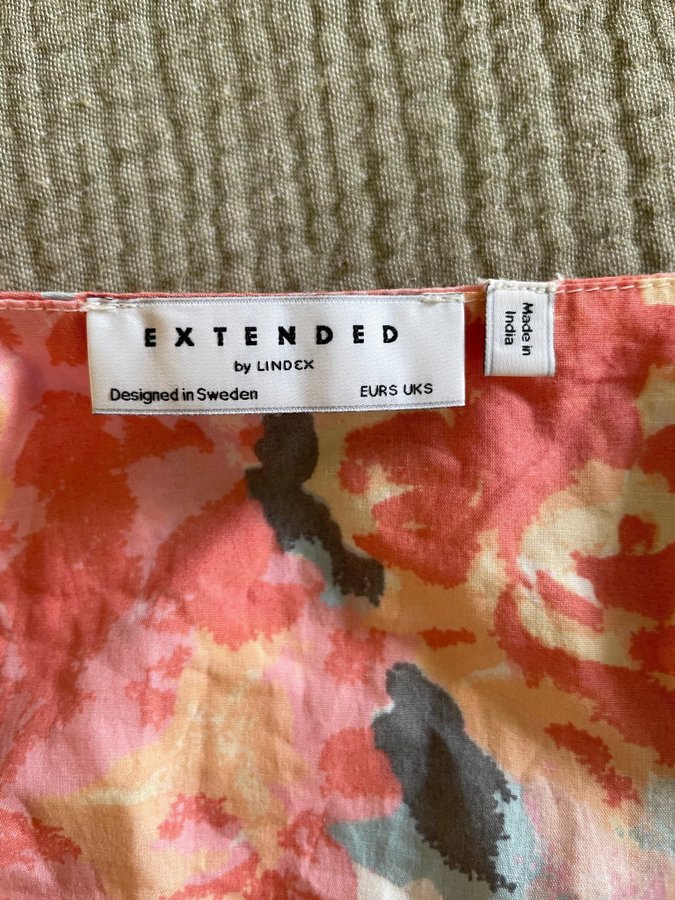 EXTENDED
by LINDEX
Designed in Sweden
EURS UKS
Made in
India